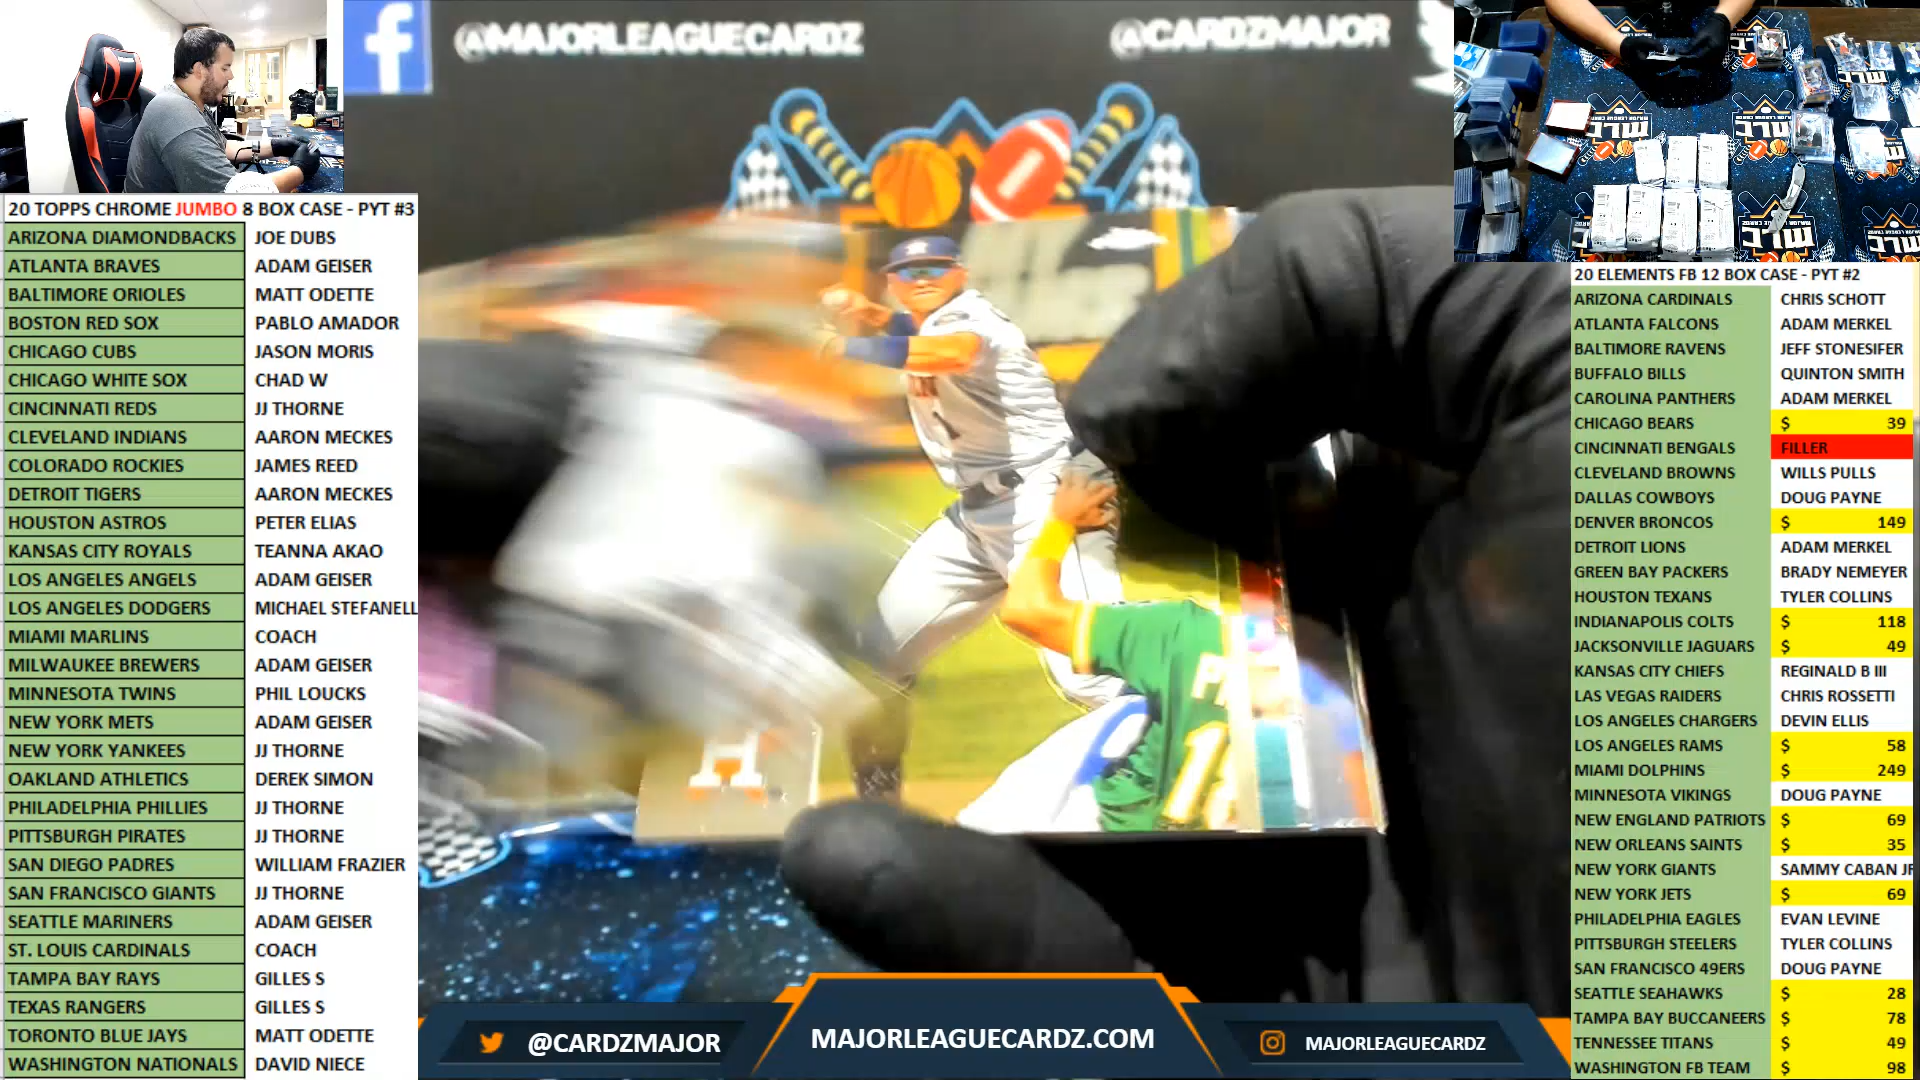 @MAJORLEAGUECARDZ
@CARDZMAJOR
20 TOPPS CHROME JUMBO 8 BOX CASE - PYT #3
ARIZONA DIAMONDBACKS JOE DUBS
ATLANTA BRAVES ADAM GEISER
BALTIMORE ORIOLES MATT ODETTE
BOSTON RED SOX PABLO AMADOR
CHICAGO CUBS JASON MORIS
CHICAGO WHITE SOX CHAD W
CINCINNATI REDS JJ THORNE
CLEVELAND INDIANS AARON MECKES
COLORADO ROCKIES JAMES REED
DETROIT TIGERS AARON MECKES
HOUSTON ASTROS PETER ELIAS
KANSAS CITY ROYALS TEANNA AKAO
LOS ANGELES ANGELS ADAM GEISER
LOS ANGELES DODGERS MICHAEL STEFANELL
MIAMI MARLINS COACH
MILWAUKEE BREWERS ADAM GEISER
MINNESOTA TWINS PHIL LOUCKS
NEW YORK METS ADAM GEISER
NEW YORK YANKEES JJ THORNE
OAKLAND ATHLETICS DEREK SIMON
PHILADELPHIA PHILLIES JJ THORNE
PITTSBURGH PIRATES JJ THORNE
SAN DIEGO PADRES WILLIAM FRAZIER
SAN FRANCISCO GIANTS JJ THORNE
SEATTLE MARINERS ADAM GEISER
ST. LOUIS CARDINALS COACH
TAMPA BAY RAYS GILLES S
TEXAS RANGERS GILLES S
TORONTO BLUE JAYS MATT ODETTE
WASHINGTON NATIONALS DAVID NIECE
H
20 ELEMENTS FB 12 BOX CASE - PYT #2
ARIZONA CARDINALS CHRIS SCHOTT
ATLANTA FALCONS ADAM MERKEL
BALTIMORE RAVENS JEFF STONESIFER
BUFFALO BILLS QUINTON SMITH
CAROLINA PANTHERS ADAM MERKEL
CHICAGO BEARS $ 39
CINCINNATI BENGALS FILLER
CLEVELAND BROWNS WILLS PULLS
DALLAS COWBOYS DOUG PAYNE
DENVER BRONCOS $ 149
DETROIT LIONS ADAM MERKEL
GREEN BAY PACKERS BRADY NEMEYER
HOUSTON TEXANS TYLER COLLINS
INDIANAPOLIS COLTS $ 118
JACKSONVILLE JAGUARS $ 49
KANSAS CITY CHIEFS REGINALD B III
LAS VEGAS RAIDERS CHRIS ROSSETTI
LOS ANGELES CHARGERS DEVIN ELLIS
LOS ANGELES RAMS $ 58
MIAMI DOLPHINS $ 249
MINNESOTA VIKINGS DOUG PAYNE
NEW ENGLAND PATRIOTS $ 69
NEW ORLEANS SAINTS $ 35
NEW YORK GIANTS SAMMY CABAN JR
NEW YORK JETS $ 69
PHILADELPHIA EAGLES EVAN LEVINE
PITTSBURGH STEELERS TYLER COLLINS
SAN FRANCISCO 49ERS DOUG PAYNE
SEATTLE SEAHAWKS $ 28
TAMPA BAY BUCCANEERS $ 78
TENNESSEE TITANS $ 49
WASHINGTON FB TEAM $ 98
@CARDZMAJOR
MAJORLEAGUECARDZ.COM
MAJORLEAGUECARDZ